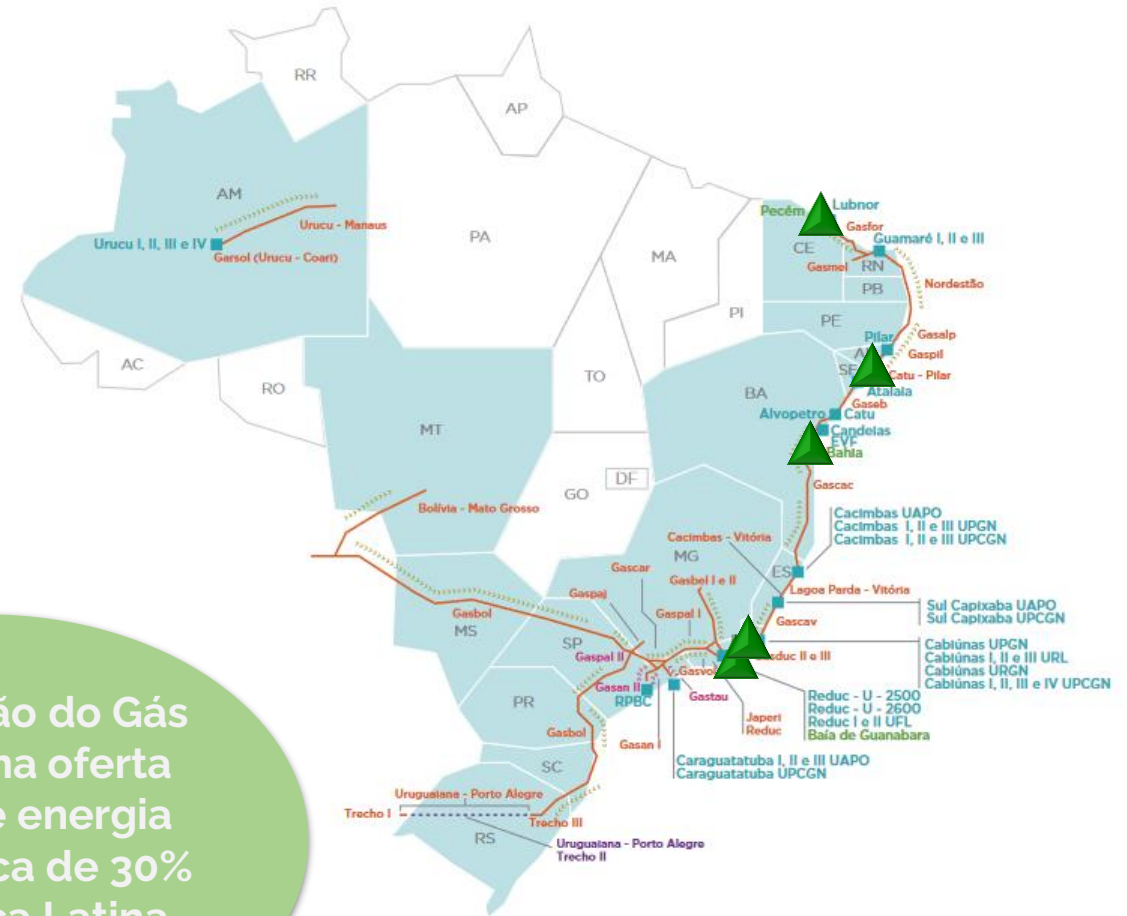 RR
AP
AM
Urucu - Manaus
Urucu I, II, III e IV
Garsol (Urucu - Coari)
PA
MA
Pecém
Lubnor
Gasfor
CE
Guamaré I, II e III
Gasmel
RN
Nordestão
PB
PI
PE
Pilar
Gasalp
Gaspil
AC
RO
TO
SE
Catu - Pilar
Atalaia
BA
Gaseb
Alvopetro
Catu
Candeias
EVF
Bahia
MT
DF
GO
Gascac
Bolívia - Mato Grosso
Cacimbas UAPO
Cacimbas I, II e III UPGN
Cacimbas I, II e III UPCGN
Cacimbas - Vitória
MG
Gascar
Gasbel I e II
ES
Lagoa Parda - Vitória
Gaspaj
Gaspal I
Sul Capixaba UAPO
Sul Capixaba UPCGN
Gasbol
MS
Gascav
SP
Gaspal II
Cabiúnas UPGN
Cabiúnas I, II e III URL
Cabiúnas URGN
Cabiúnas I, II, III e IV UPCGN
sduc II e III
Gasvo
Gasan II
RPBC
Gastau
Reduc - U - 2500
Reduc - U - 2600
Reduc I e II UFL
Baía de Guanabara
PR
Japeri
Reduc
Gasbol
Gasan I
Caraguatatuba I, II e III UAPO
Caraguatatuba UPCGN
SC
Uruguaiana - Porto Alegre
Trecho I
Trecho III
RS
Uruguaiana - Porto Alegre
Trecho II
ão do Gás
na oferta
e energia
ca de 30%
a Latina